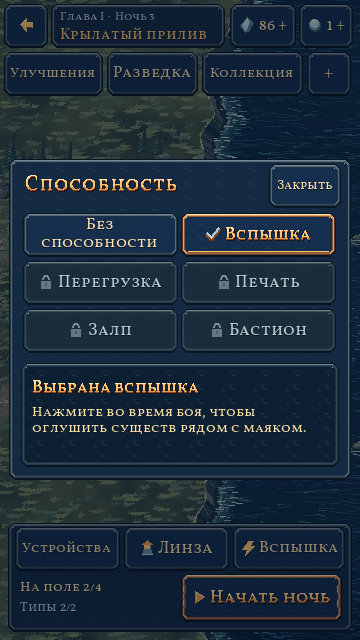 Глава I · Ночь 3
Крылатый прилив
86 +
1 +
Улучшения
Разведка
Коллекция
+
Способность
Закрыть
Без
способности
Вспышка
Перегрузка
Печать
Залп
Бастион
Выбрана вспышка
Нажмите во время боя, чтобы
оглушить существ рядом с маяком.
Устройства
Линза
Вспышка
На поле 2/4
Типы 2/2
Начать ночь